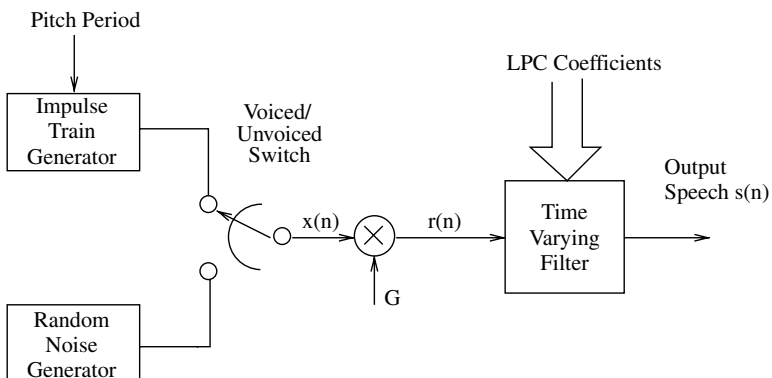 Pitch Period
Impulse
Train
Generator
Voiced/
Unvoiced
Switch
LPC Coefficients
x(n)
r(n)
G
Time
Varying
Filter
Output
Speech s(n)
Random
Noise
Generator